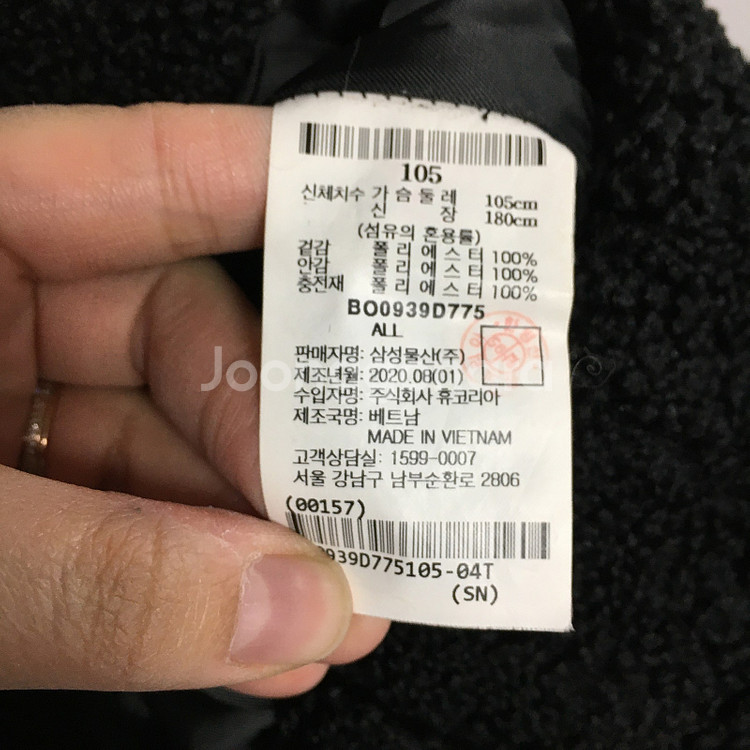 105
신체치수 가 슴 둘 레 105cm
신 장 180cm
(섬유의 혼용률)
겉감 폴 리 에 스 터 100%
안감 폴 리 에 스 터 100%
충전재 폴 리 에 스 터 100%
BO0939D775
ALL
판매자명: 삼성물산(주)
제조년월: 2020.08(01)
수입자명: 주식회사 휴코리아
제조국명: 베트남
MADE IN VIETNAM
고객상담실: 1599-0007
서울 강남구 남부순환로 2806
(00157)
0939D775105-04T
(SN)